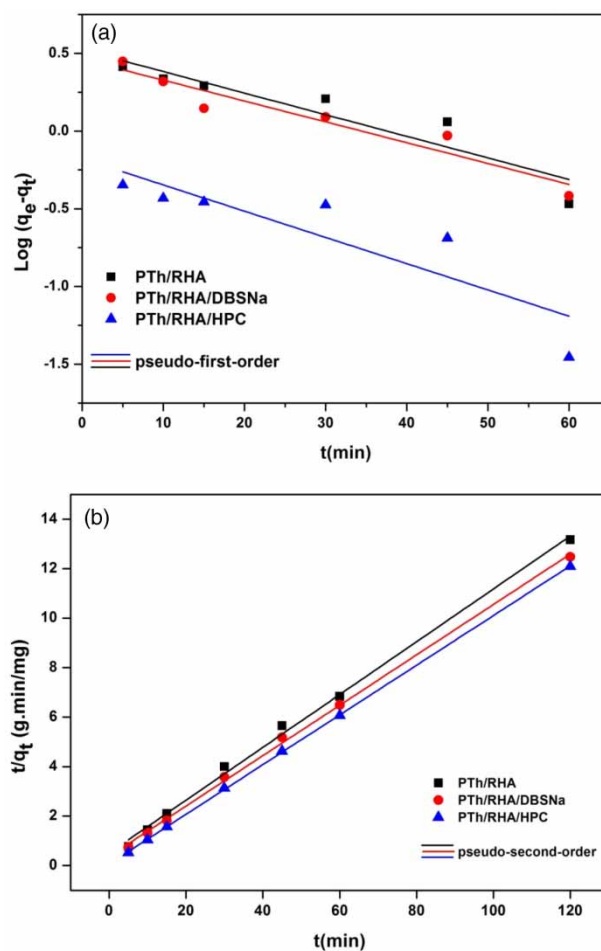 (a)
0.5
0.0
-0.5
-1.0
-1.5
Log (qe-qt)
PTh/RHA
PTh/RHA/DBSNa
PTh/RHA/HPC
pseudo-first-order
0 10 20 30 40 50 60
t(min)
(b)
14
12
10
8
6
4
2
0
t/qt (g.min/mg)
PTh/RHA
PTh/RHA/DBSNa
PTh/RHA/HPC
pseudo-second-order
0 20 40 60 80 100 120
t(min)